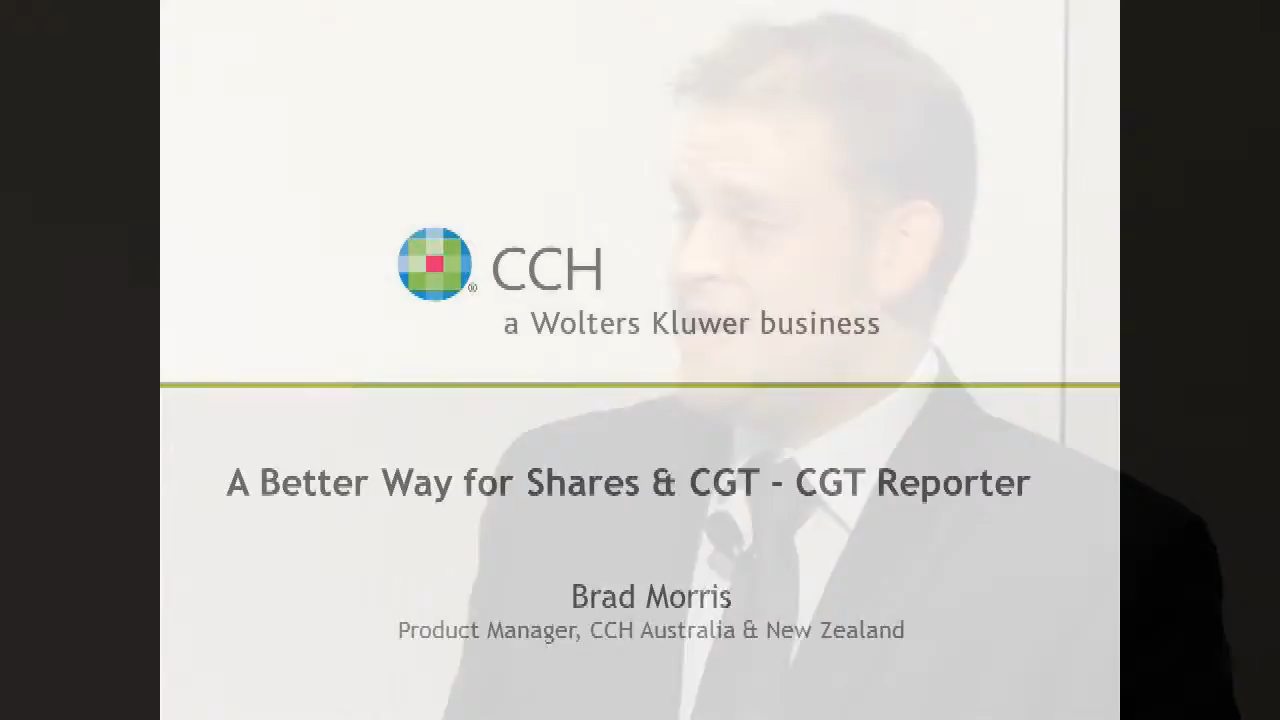 ® CCH
a Wolters Kluwer business
A Better Way for Shares & CGT - CGT Reporter
Brad Morris
Product Manager, CCH Australia & New Zealand